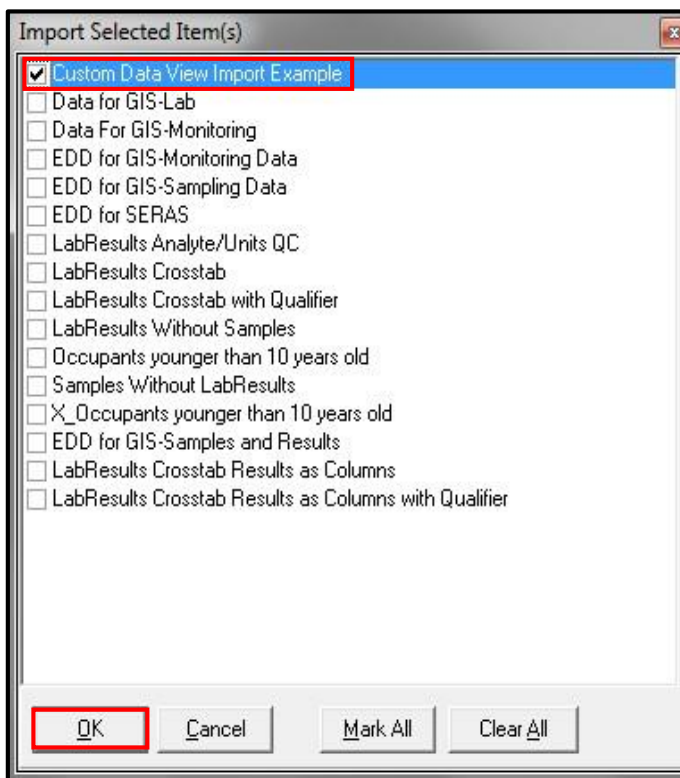 Import Selected Item(s)
Custom Data View Import Example
Data for GIS-Lab
Data For GIS-Monitoring
EDD for GIS-Monitoring Data
EDD for GIS-Sampling Data
EDD for SERAS
LabResults Analyte/Units QC
LabResults Crosstab
LabResults Crosstab with Qualifier
LabResults Without Samples
Occupants younger than 10 years old
Samples Without LabResults
X_Occupants younger than 10 years old
EDD for GIS-Samples and Results
LabResults Crosstab Results as Columns
LabResults Crosstab Results as Columns with Qualifier
OK Cancel Mark All Clear All